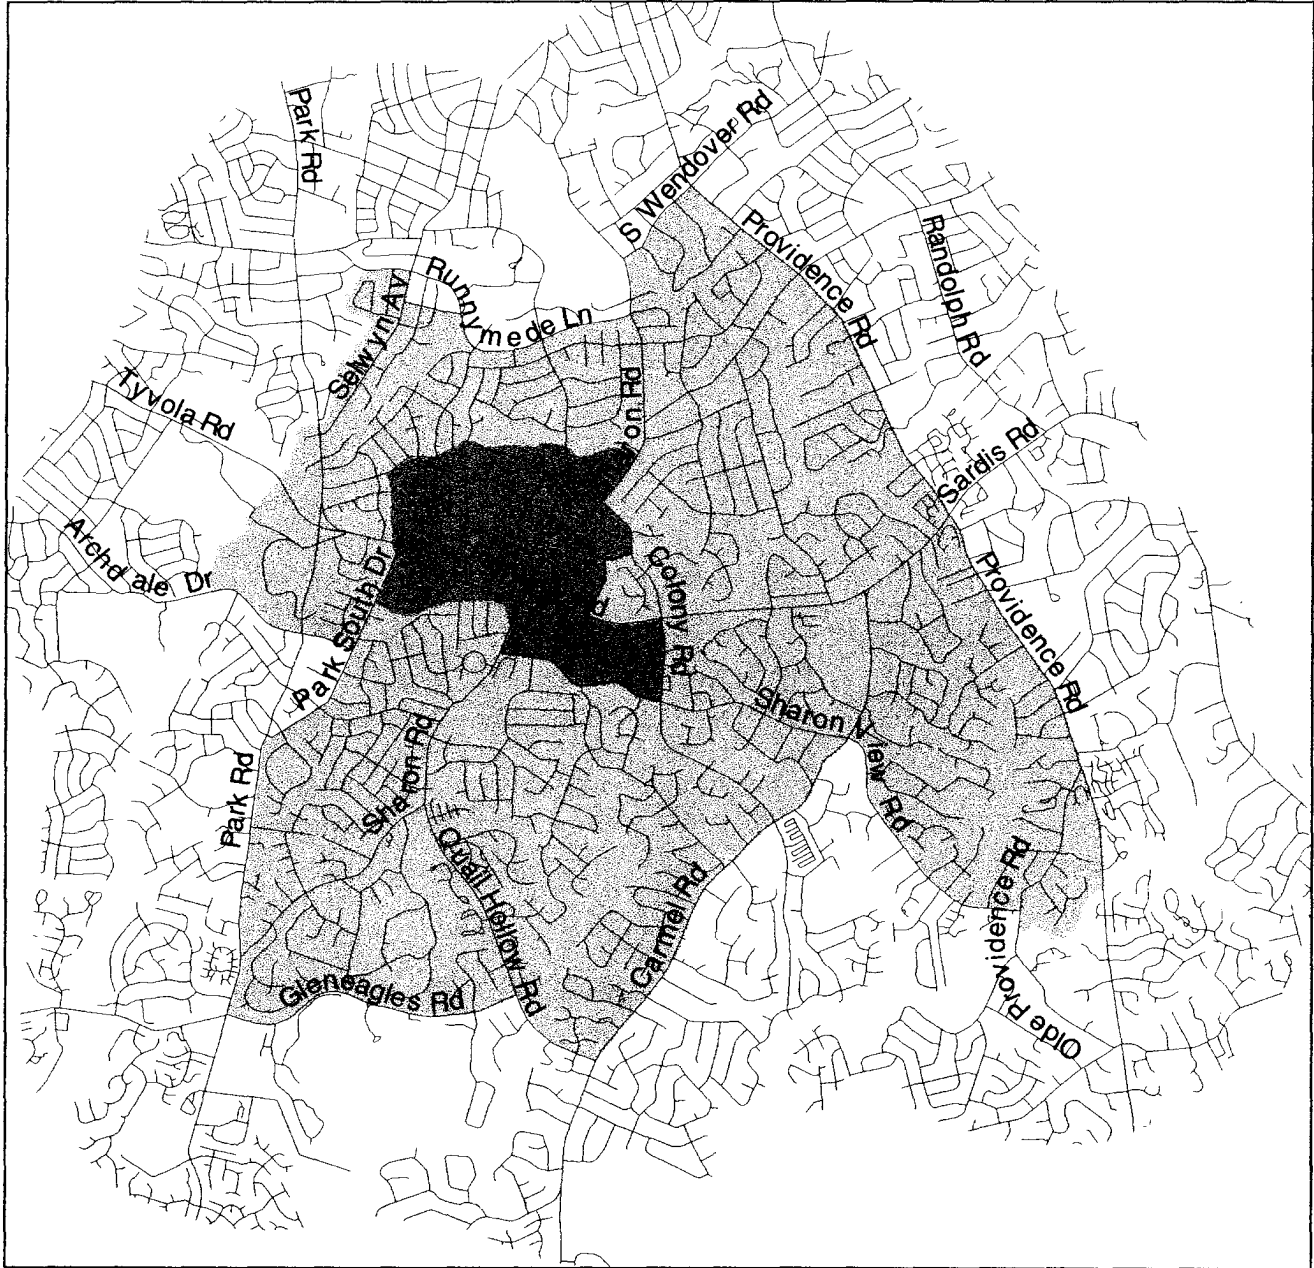 Park Rd
S Wendover Rd
Providence Rd
Randolph Rd
Runnymede Ln
Selwyn Av
Tyvola Rd
Sardis Rd
Archdale Dr
Colony Rd
Park South Dr
Providence Rd
Sharon View Rd
Sharon Rd
Park Rd
Quail Hollow Rd
Carmel Rd
Olde Providence Rd
Gleneagles Rd